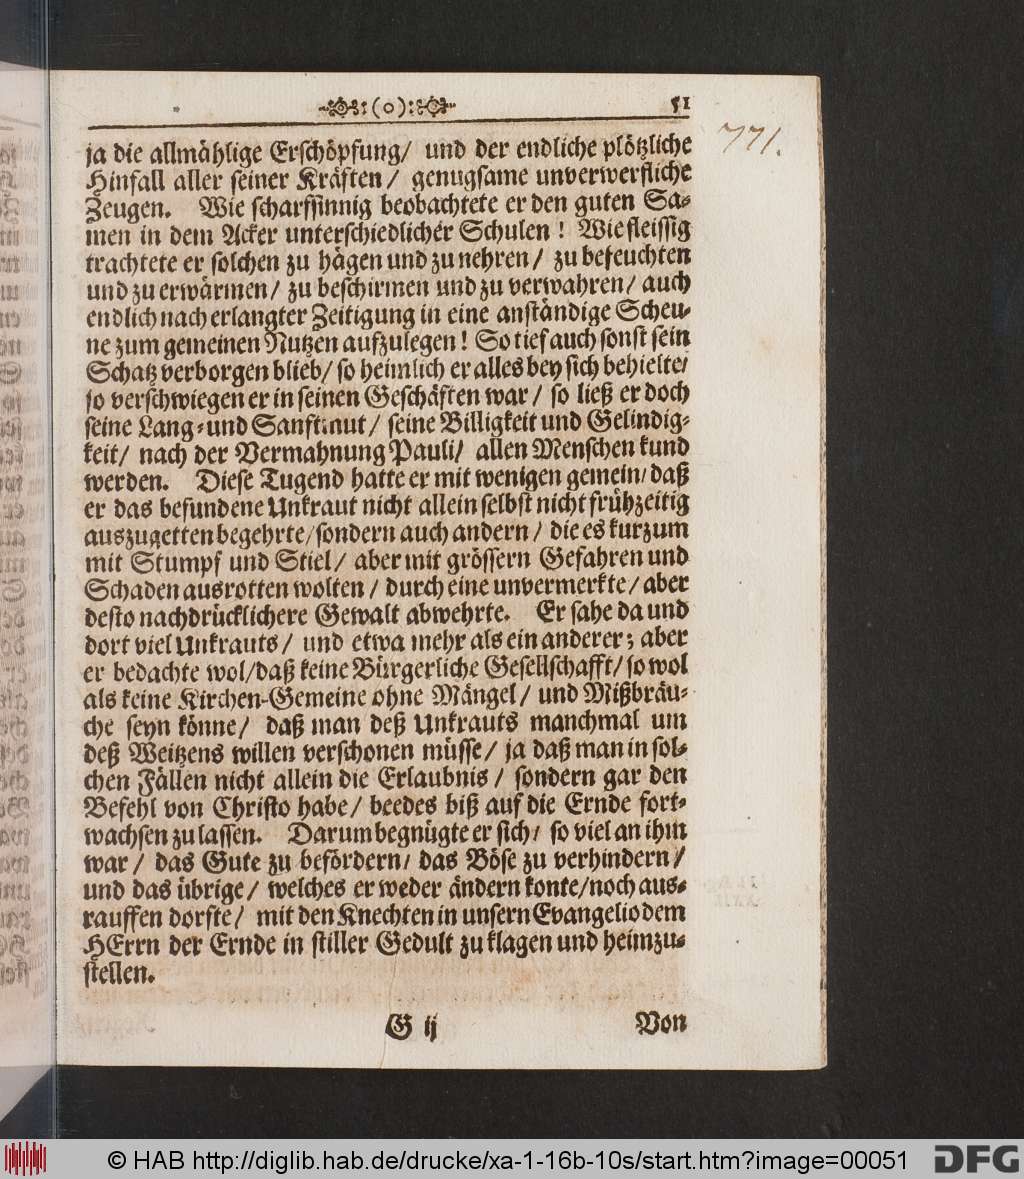 :(o): 51
771.
ja die allmählige Erschöpfung/ und der endliche plötzliche
Hinfall aller seiner Kräften/ genugsame unverwerfliche
Zeugen. Wie scharfsinnig beobachtete er den guten Sa-
men in dem Acker unterschiedlicher Schulen! Wie fleissig
trachtete er solchen zu hägen und zu nehren/ zu befeuchten
und zu erwärmen/ zu beschirmen und zu verwahren/ auch
endlich nach erlangter Zeitigung in eine anständige Scheu-
ne zum gemeinen Nutzen aufzulegen! So tief auch sonst sein
Schatz verborgen blieb/ so heimlich er alles bey sich behielte/
so verschwiegen er in seinen Geschäften war/ so ließ er doch
seine Lang- und Sanftmut/ seine Billigkeit und Gelindig-
keit/ nach der Vermahnung Pauli/ allen Menschen kund
werden. Diese Tugend hatte er mit wenigen gemein/ daß
er das befundene Unkraut nicht allein selbst nicht frühzeitig
auszugetten begehrte/ sondern auch andern/ die es kurzum
mit Stumpf und Stiel/ aber mit grössern Gefahren und
Schaden ausrotten wolten/ durch eine unvermerkte/ aber
desto nachdrücklichere Gewalt abwehrte. Er sahe da und
dort viel Unkrauts/ und etwa mehr als ein anderer; aber
er bedachte wol/ daß keine Bürgerliche Gesellschafft/ so wol
als keine Kirchen-Gemeine ohne Mängel/ und Mißbräu-
che seyn könne/ daß man deß Unkrauts manchmal um
deß Weitzens willen verschonen müsse/ ja daß man in sol-
chen Fällen nicht allein die Erlaubnis/ sondern gar den
Befehl von Christo habe/ beedes biß auf die Ernde fort-
wachsen zu lassen. Darum begnügte er sich/ so viel an ihm
war/ das Gute zu befördern/ das Böse zu verhindern/
und das übrige/ welches er weder ändern konte/ noch aus-
rauffen dorfte/ mit den Knechten in unsern Evangelio dem
HErrn der Ernde in stiller Gedult zu klagen und heimzu-
stellen.
G ij Von
© HAB http://diglib.hab.de/drucke/xa-1-16b-10s/start.htm?image=00051 DFG